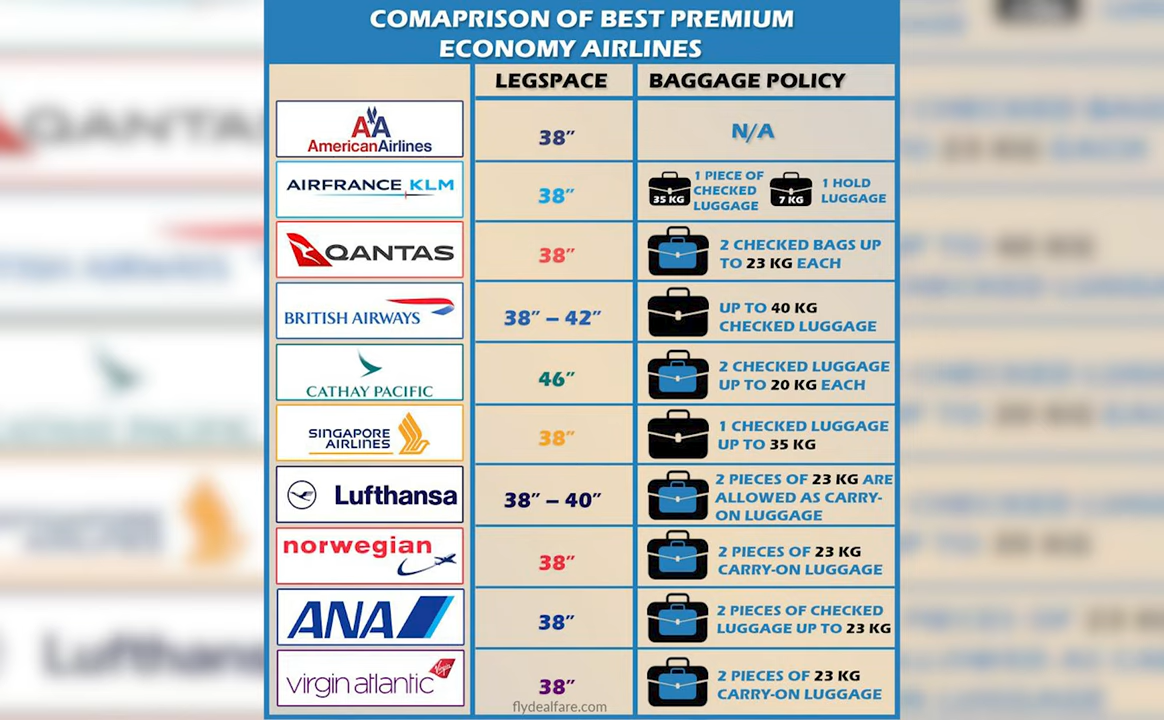 COMAPRISON OF BEST PREMIUM
ECONOMY AIRLINES
LEGSPACE
BAGGAGE POLICY
AA
AmericanAirlines
38”
N/A
AIRFRANCE KLM
38”
35 KG
1 PIECE OF
CHECKED
LUGGAGE
7 KG
1 HOLD
LUGGAGE
QANTAS
38”
2 CHECKED BAGS UP
TO 23 KG EACH
BRITISH AIRWAYS
38” – 42”
UP TO 40 KG
CHECKED LUGGAGE
CATHAY PACIFIC
46”
2 CHECKED LUGGAGE
UP TO 20 KG EACH
SINGAPORE
AIRLINES
38”
1 CHECKED LUGGAGE
UP TO 35 KG
Lufthansa
38” – 40”
2 PIECES OF 23 KG ARE
ALLOWED AS CARRY-
ON LUGGAGE
norwegian
38”
2 PIECES OF 23 KG
CARRY-ON LUGGAGE
ANA
38”
2 PIECES OF CHECKED
LUGGAGE UP TO 23 KG
virgin atlantic
Virgin
38”
2 PIECES OF 23 KG
CARRY-ON LUGGAGE
flydealfare.com